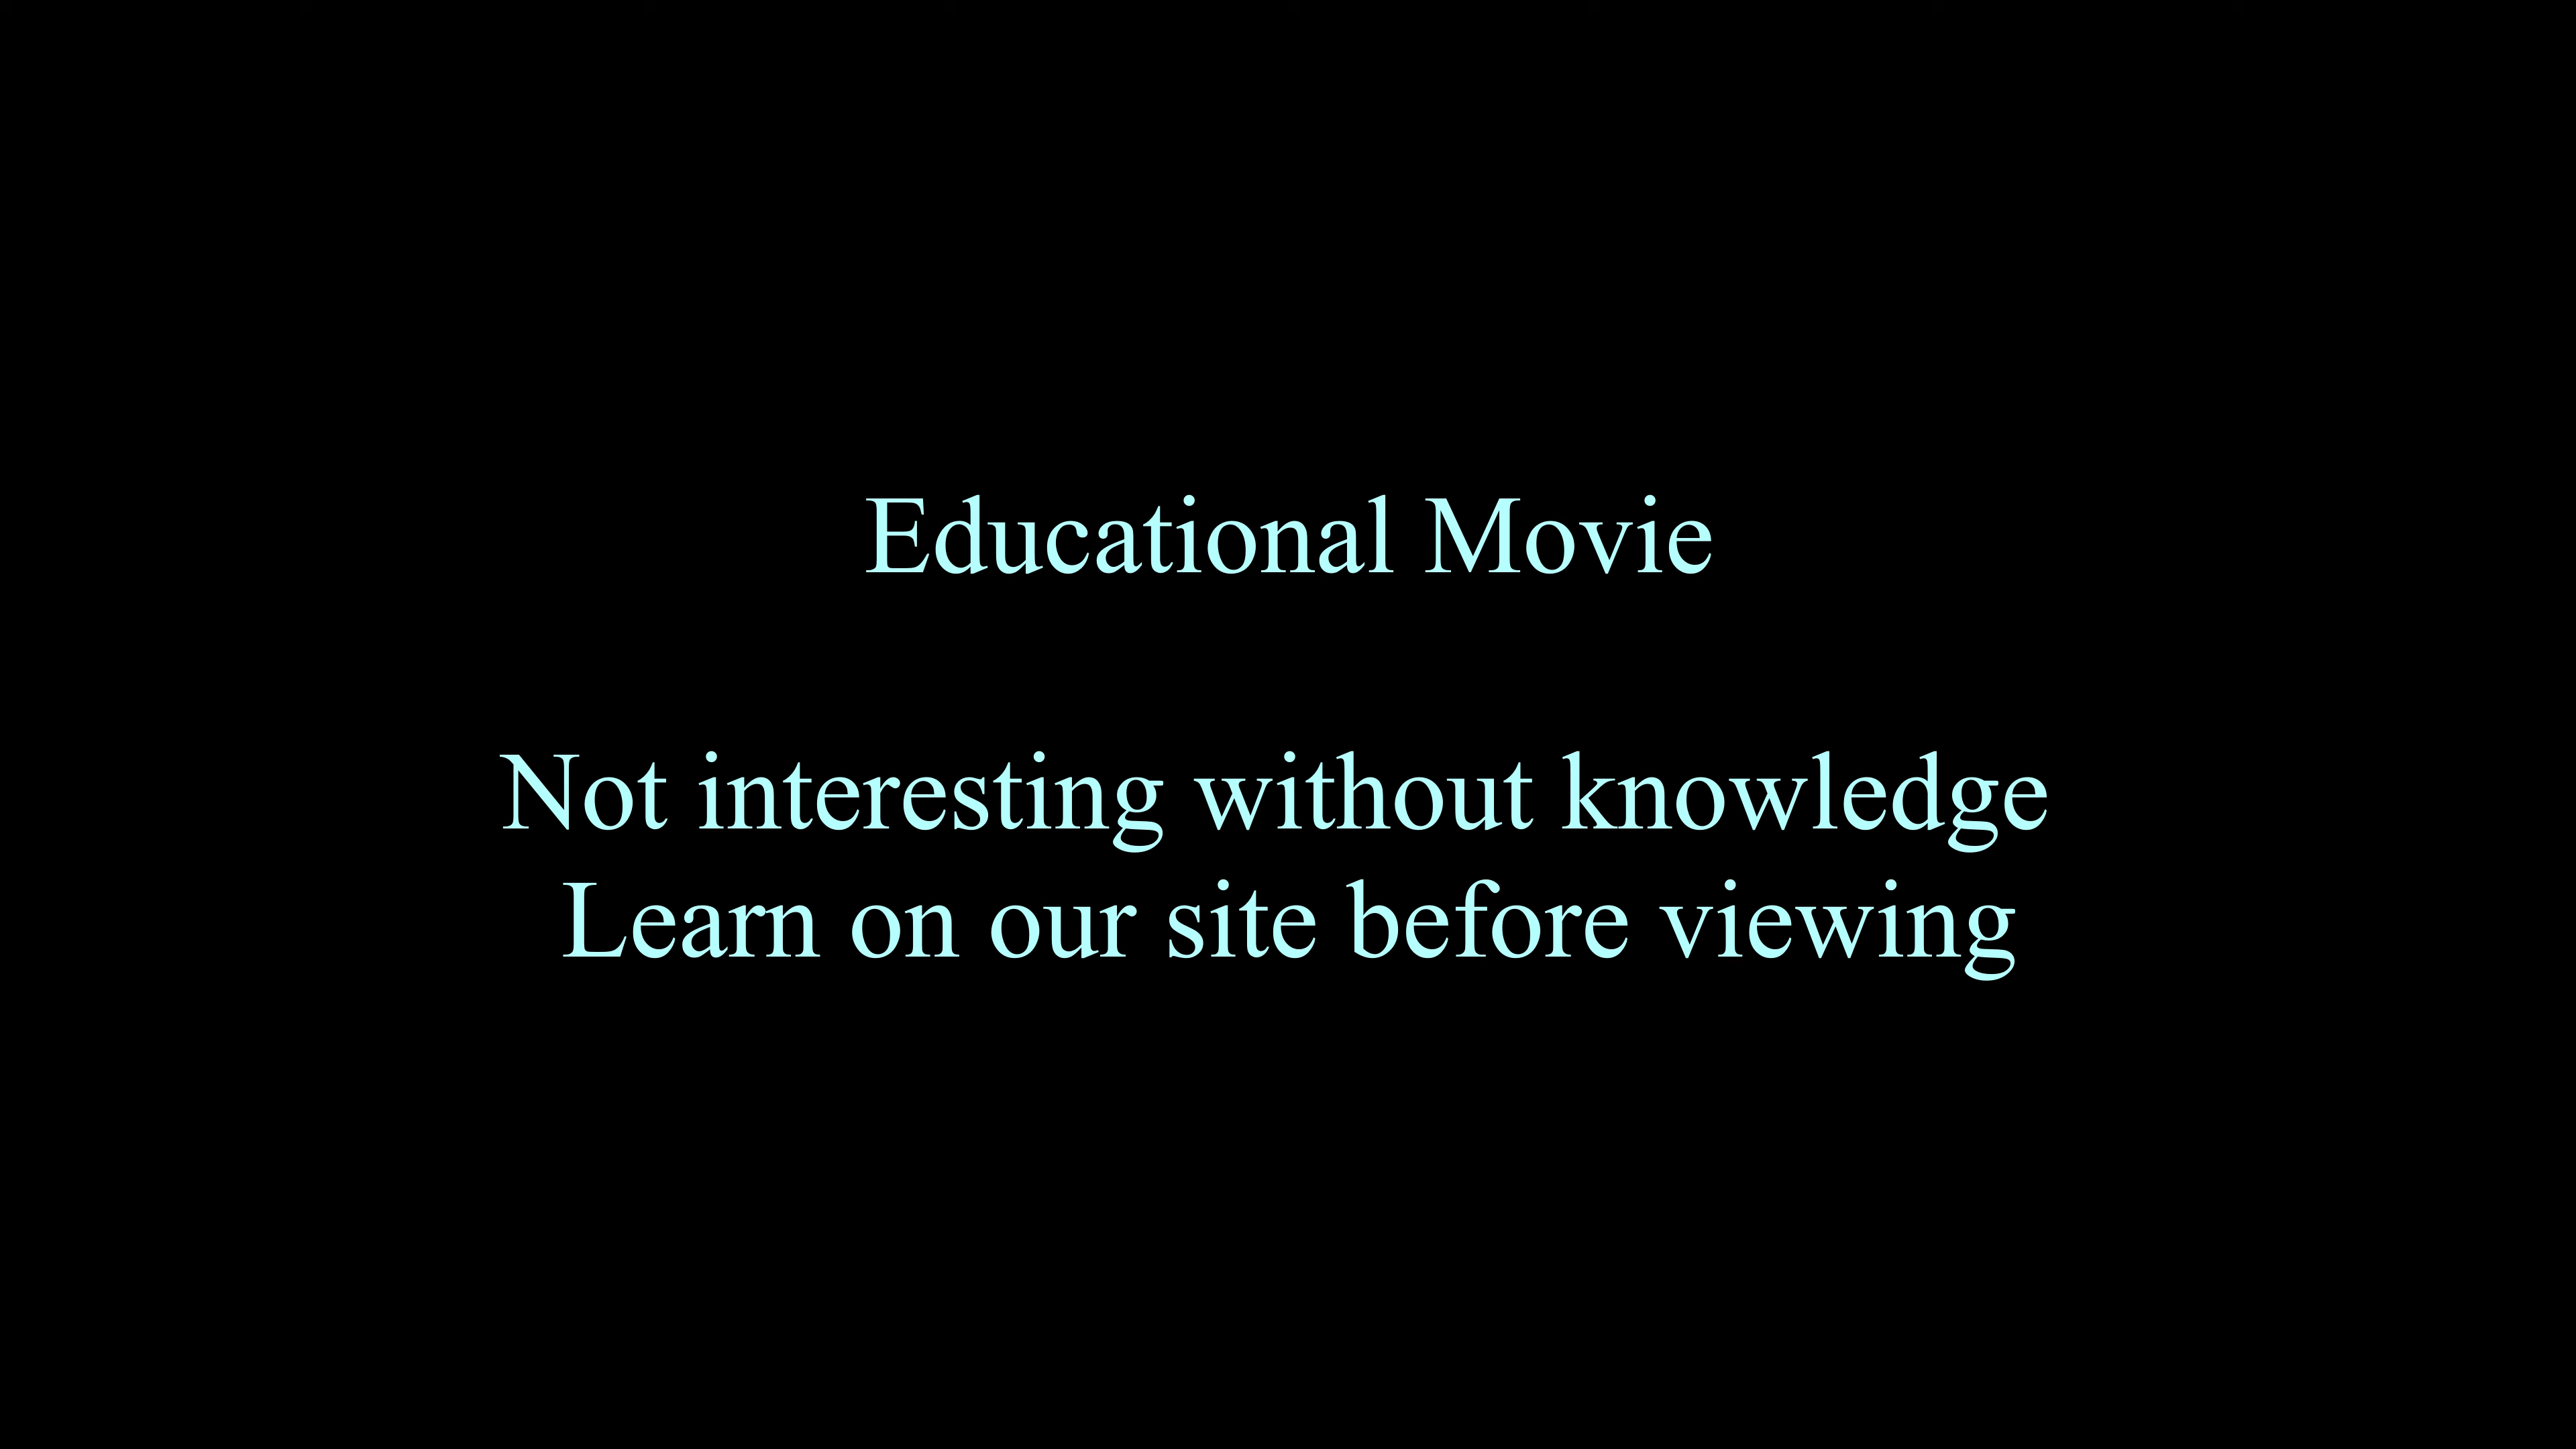 Educational Movie
Not interesting without knowledge
Learn on our site before viewing